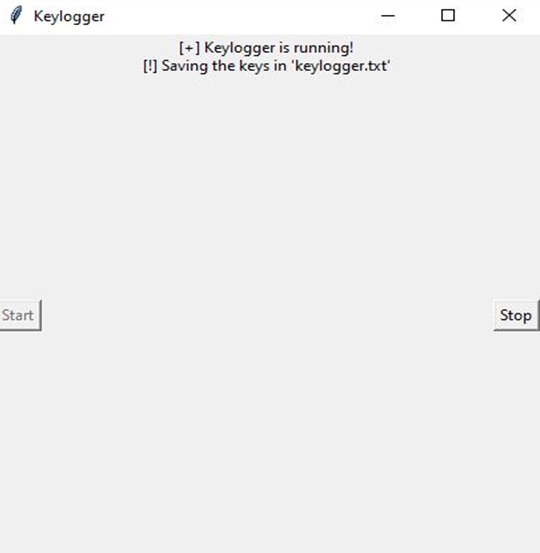 Keylogger
[+] Keylogger is running!
[!] Saving the keys in 'keylogger.txt'
Start
Stop